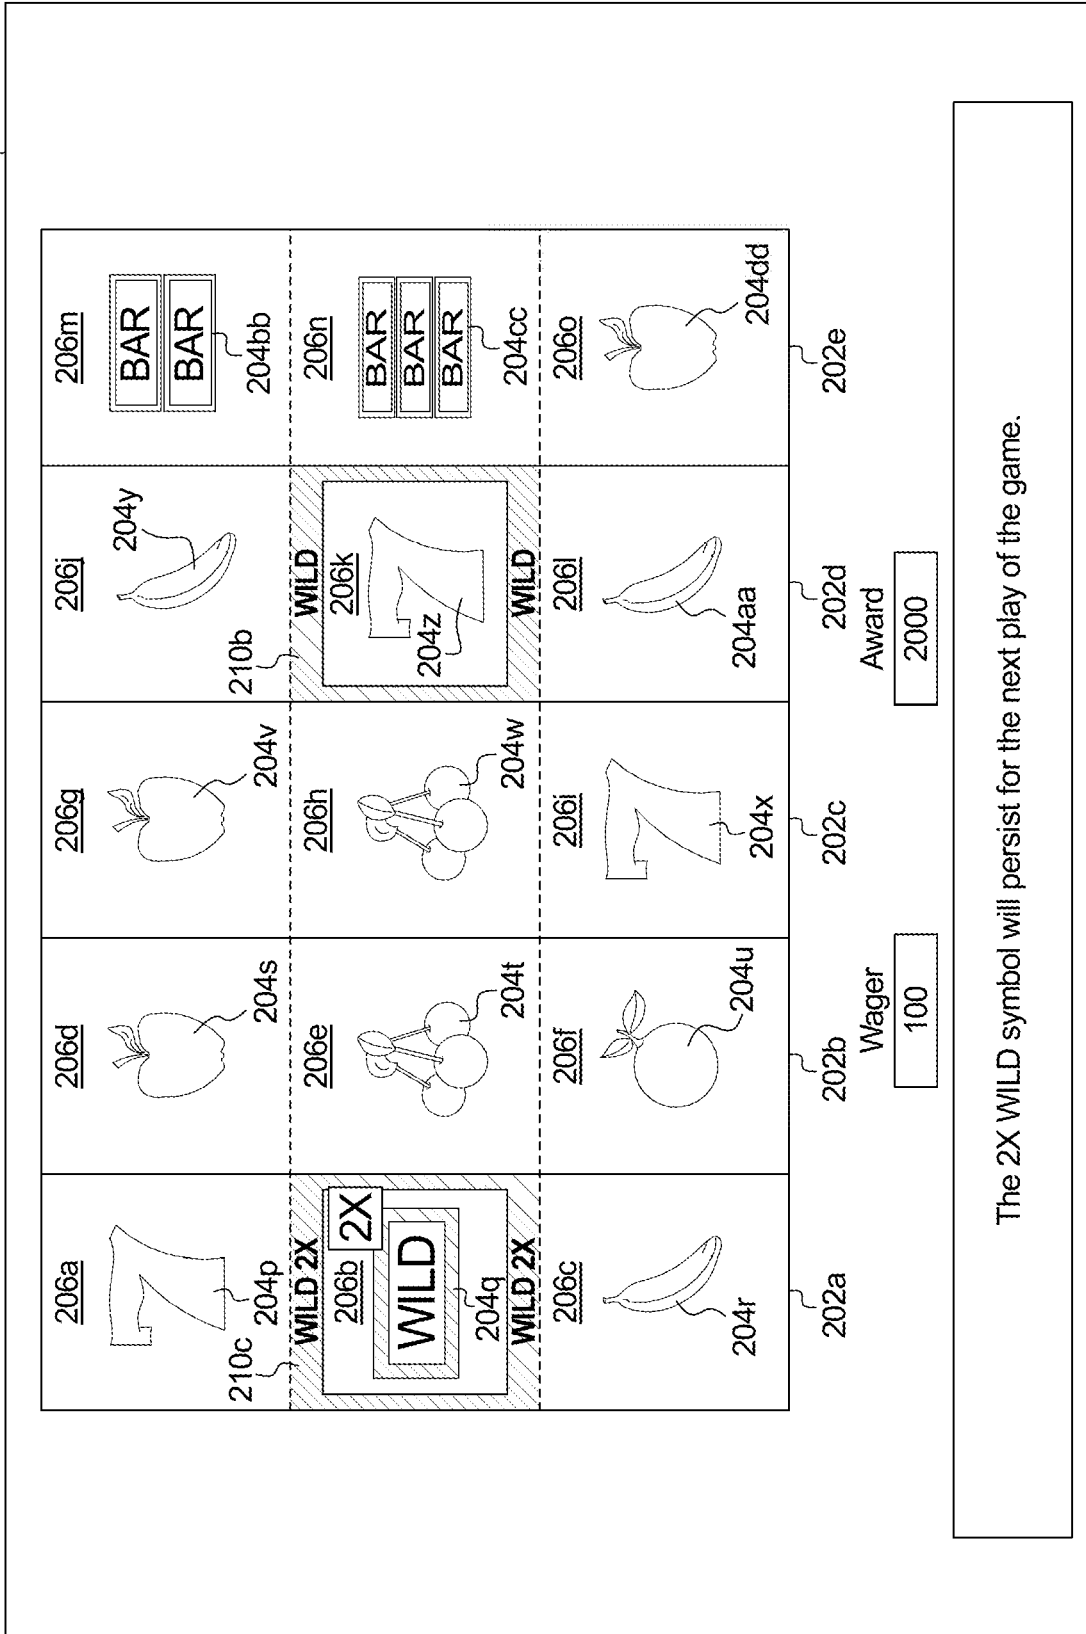 206a
204p
206d
204s
206g
204v
206j
204y
206m
BAR
BAR
204bb
210c
WILD 2X
206b
2X
WILD
204q
WILD 2X
206e
204t
206h
204w
210b
WILD
206k
204z
WILD
206n
BAR
BAR
BAR
204cc
206c
204r
206f
204u
206i
204x
206l
204aa
206o
204dd
202a
202b
202c
202d
202e
Wager
100
Award
2000
The 2X WILD symbol will persist for the next play of the game.